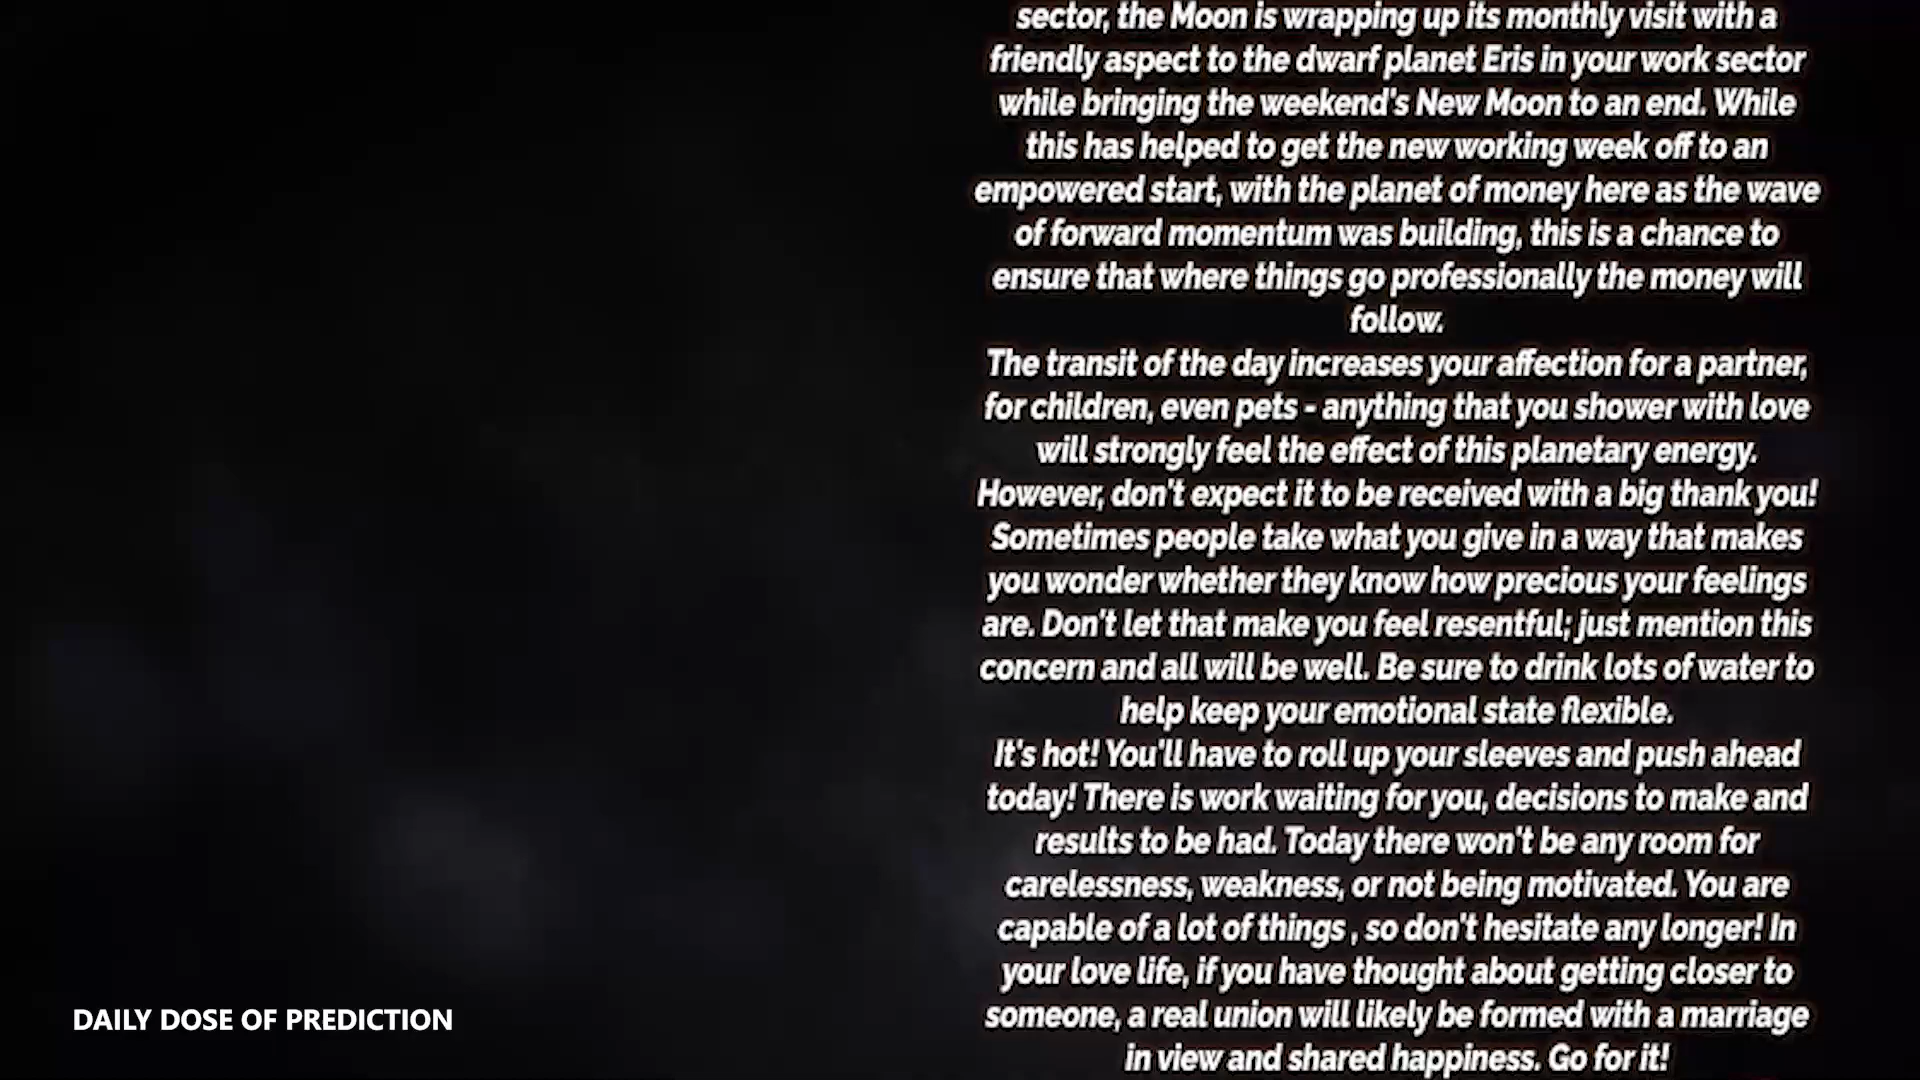 sector, the Moon is wrapping up its monthly visit with a
friendly aspect to the dwarf planet Eris in your work sector
while bringing the weekend's New Moon to an end. While
this has helped to get the new working week off to an
empowered start, with the planet of money here as the wave
of forward momentum was building, this is a chance to
ensure that where things go professionally the money will
follow.
The transit of the day increases your affection for a partner,
for children, even pets - anything that you shower with love
will strongly feel the effect of this planetary energy.
However, don't expect it to be received with a big thank you!
Sometimes people take what you give in a way that makes
you wonder whether they know how precious your feelings
are. Don't let that make you feel resentful; just mention this
concern and all will be well. Be sure to drink lots of water to
help keep your emotional state flexible.
It's hot! You'll have to roll up your sleeves and push ahead
today! There is work waiting for you, decisions to make and
results to be had. Today there won't be any room for
carelessness, weakness, or not being motivated. You are
capable of a lot of things , so don't hesitate any longer! In
your love life, if you have thought about getting closer to
someone, a real union will likely be formed with a marriage
in view and shared happiness. Go for it!
DAILY DOSE OF PREDICTION